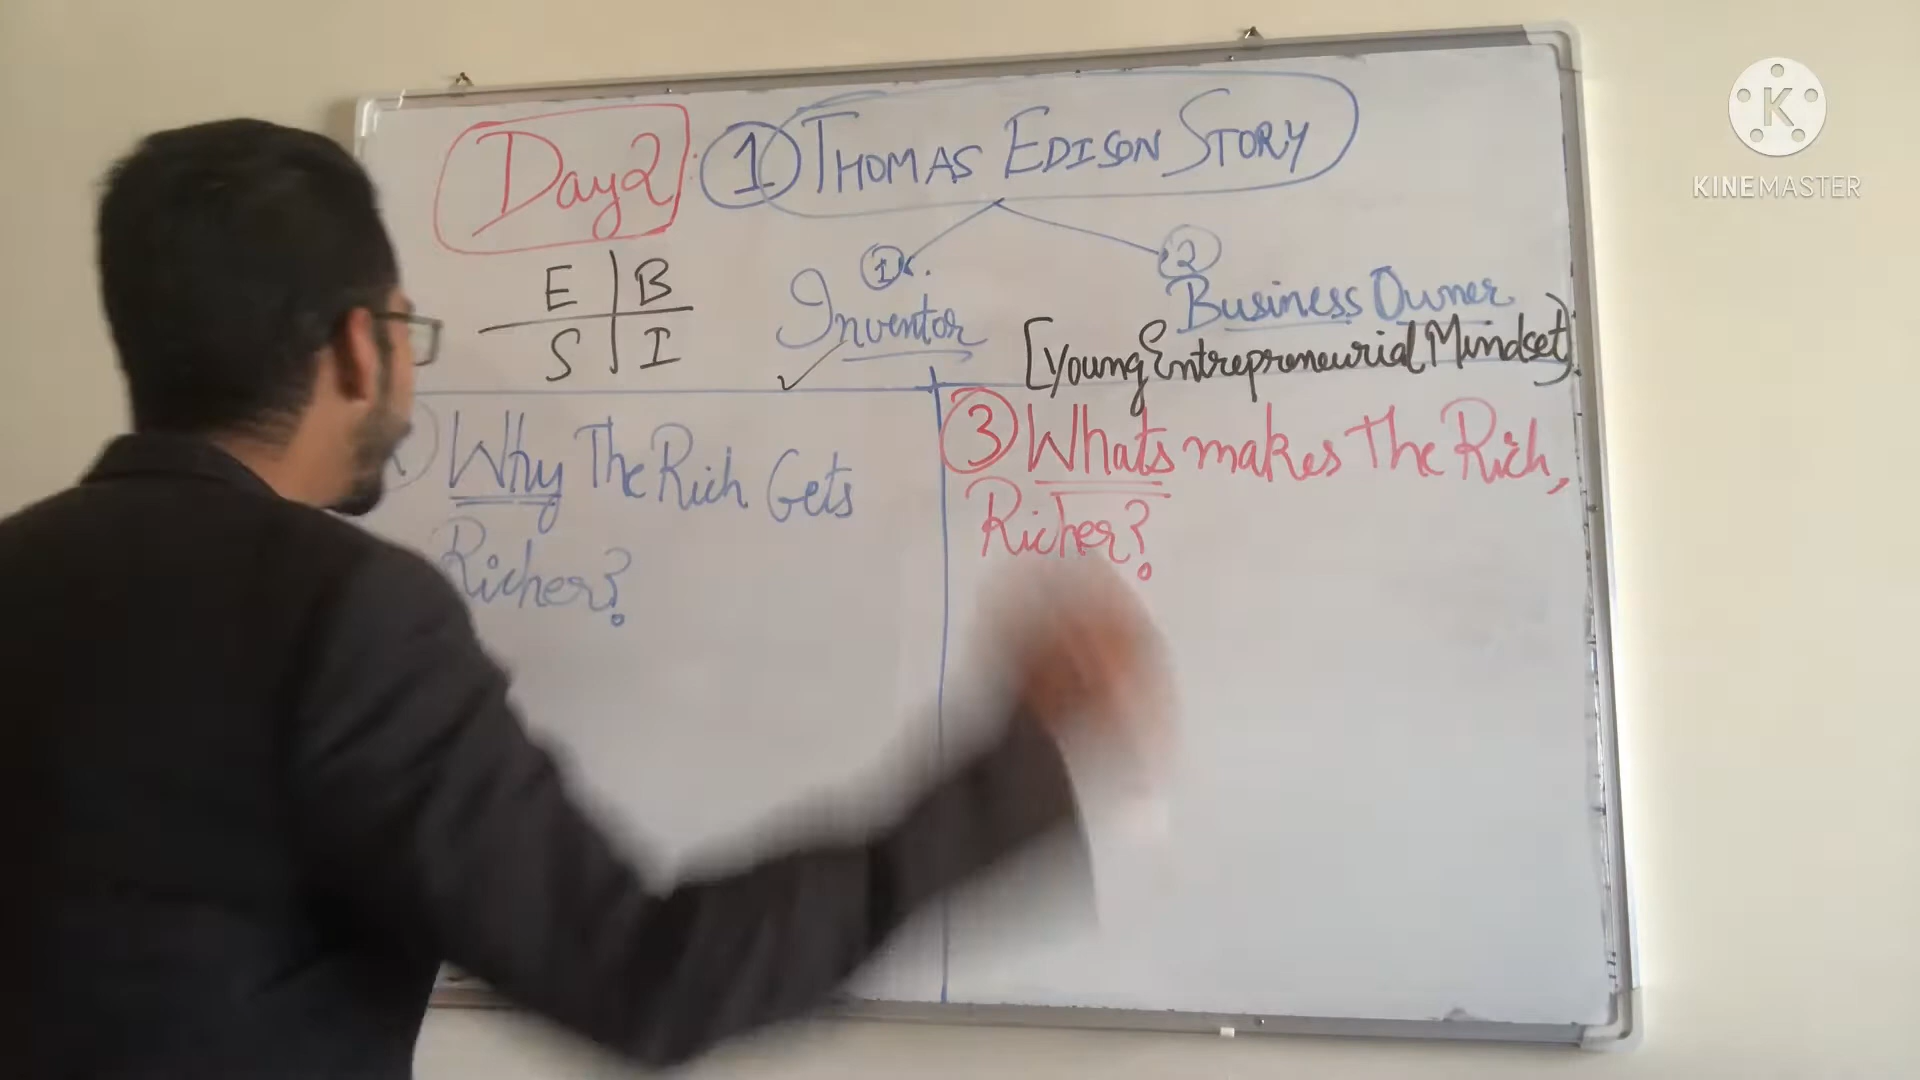 Day2
1 THOMAS EDISON STORY
1
Inventor
2
Business Owner
[Young Entrepreneurial Mindset]
E B
S I
Why The Rich Gets
Richer?
3 Whats makes The Rich,
Richer?
K
KINEMASTER